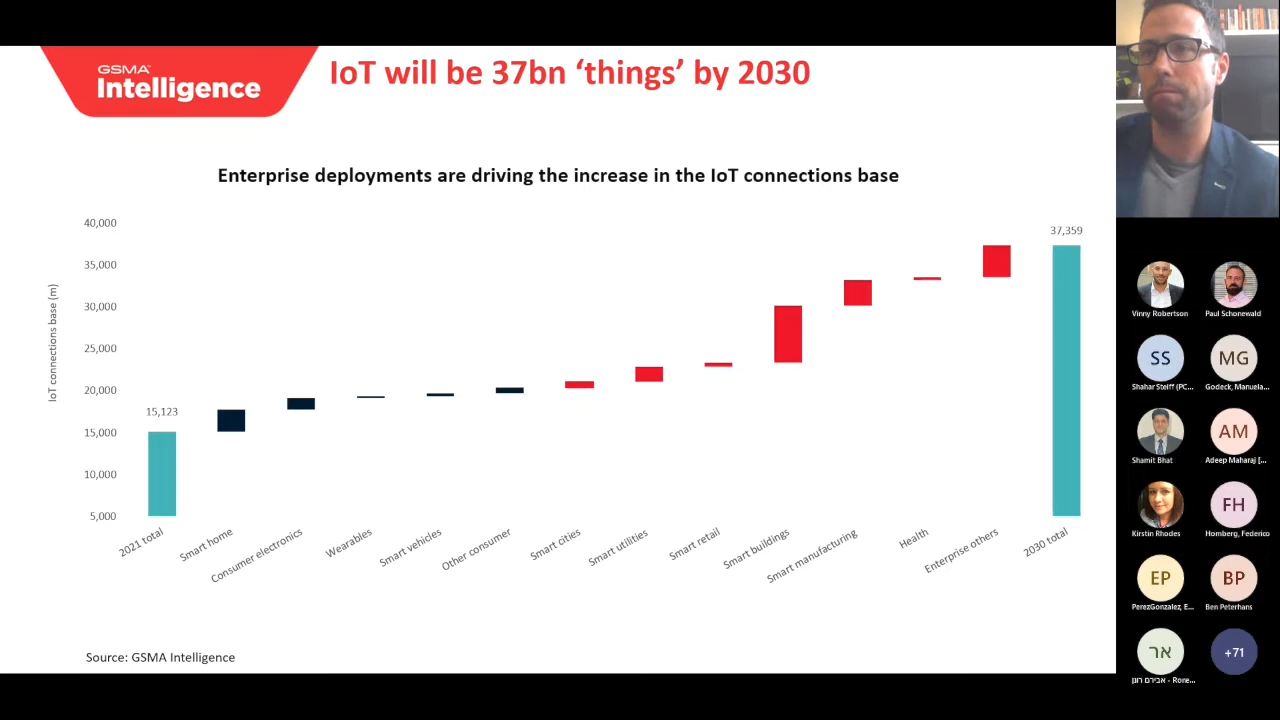 GSMA™
Intelligence
IoT will be 37bn ‘things’ by 2030
Enterprise deployments are driving the increase in the IoT connections base
IoT connections base (m)
40,000
35,000
30,000
25,000
20,000
15,000
10,000
5,000
15,123
37,359
2021 total
Smart home
Consumer electronics
Wearables
Smart vehicles
Other consumer
Smart cities
Smart utilities
Smart retail
Smart buildings
Smart manufacturing
Health
Enterprise others
2030 total
Source: GSMA Intelligence
Vinny Robertson
Paul Schonewald
SS
MG
Shahar Steiff (PC...
Godeck, Manuela...
AM
Shamit Bhat
Adeep Maharaj [...
FH
Kirstin Rhodes
Homberg, Federico
EP
BP
PerezGonzalez, E...
Ben Peterhans
אר
+71
אבירם רונן - Rone...